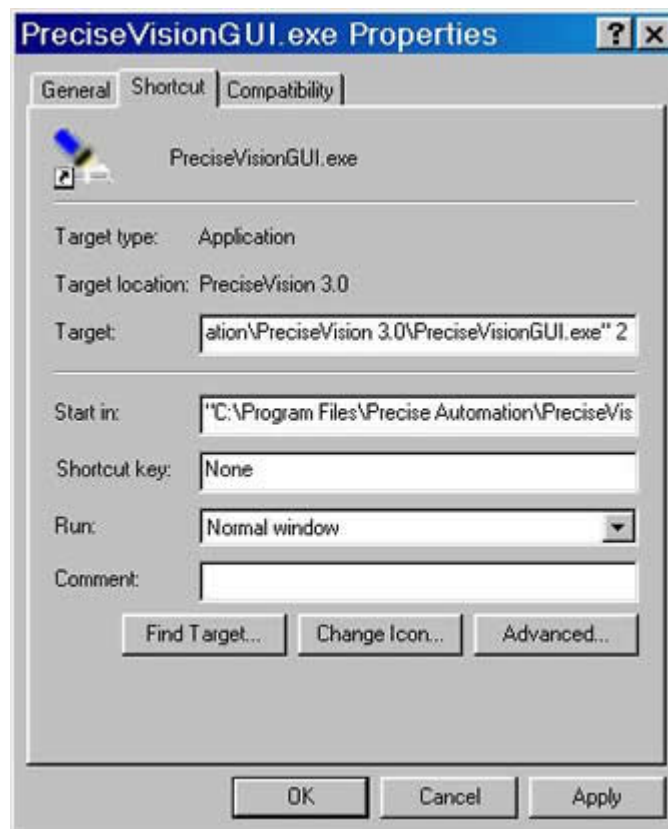 PreciseVisionGUI.exe Properties
General Shortcut Compatibility
PreciseVisionGUI.exe
Target type: Application
Target location: PreciseVision 3.0
Target: ation\PreciseVision 3.0\PreciseVisionGUI.exe" 2
Start in: "C:\Program Files\Precise Automation\PreciseVis
Shortcut key: None
Run: Normal window
Comment:
Find Target... Change Icon... Advanced...
OK Cancel Apply